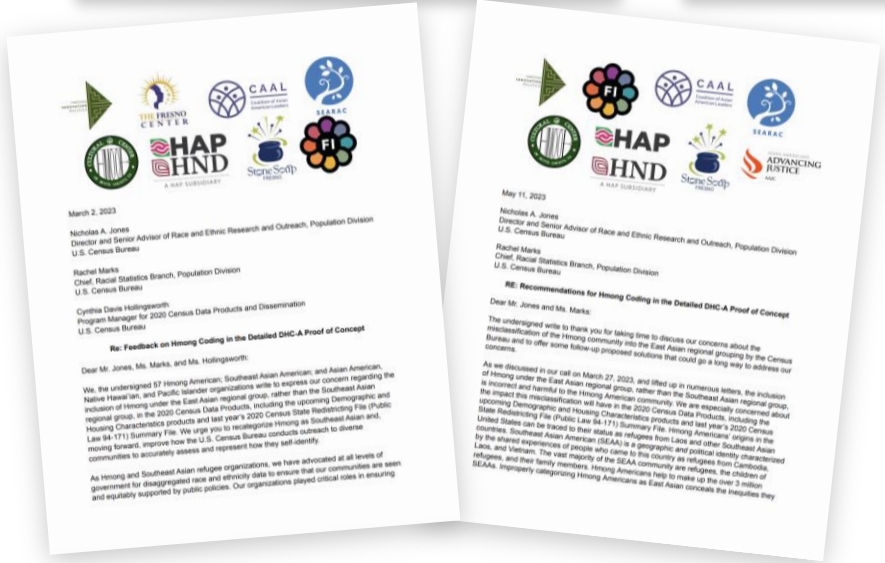 THE FRESNO
CENTER
CAAL
Coalition of Asian
American Leaders
SEARAC
CULTURAL CENTER
HAP
HND
A HAP SUBSIDIARY
Stone Soup
FRESNO
FI
March 2, 2023
Nicholas A. Jones
Director and Senior Advisor of Race and Ethnic Research and Outreach, Population Division
U.S. Census Bureau
Rachel Marks
Chief, Racial Statistics Branch, Population Division
U.S. Census Bureau
Cynthia Davis Hollingsworth
Program Manager for 2020 Census Data Products and Dissemination
U.S. Census Bureau
Re: Feedback on Hmong Coding in the Detailed DHC-A Proof of Concept
Dear Mr. Jones, Ms. Marks, and Ms. Hollingsworth:
We, the undersigned 57 Hmong American; Southeast Asian American; and Asian American,
Native Hawai'ian, and Pacific Islander organizations write to express our concern regarding the
inclusion of Hmong under the East Asian regional group, rather than the Southeast Asian
regional group, in the 2020 Census Data Products, including the upcoming Demographic and
Housing Characteristics products and last year's 2020 Census State Redistricting File (Public
Law 94-171) Summary File. We urge you to recategorize Hmong as Southeast Asian and,
moving forward, improve how the U.S. Census Bureau conducts outreach to diverse
communities to accurately assess and represent how they self-identify.
As Hmong and Southeast Asian refugee organizations, we have advocated at all levels of
government for disaggregated race and ethnicity data to ensure that our communities are seen
and equitably supported by public policies. Our organizations played critical roles in ensuring
FI
CAAL
Coalition of Asian
American Leaders
SEARAC
CULTURAL CENTER
HAP
HND
A HAP SUBSIDIARY
Stone Soup
FRESNO
ADVANCING
JUSTICE
AAJC
May 11, 2023
Nicholas A. Jones
Director and Senior Advisor of Race and Ethnic Research and Outreach, Population Division
U.S. Census Bureau
Rachel Marks
Chief, Racial Statistics Branch, Population Division
U.S. Census Bureau
RE: Recommendations for Hmong Coding in the Detailed DHC-A Proof of Concept
Dear Mr. Jones and Ms. Marks:
The undersigned write to thank you for taking time to discuss our concerns about the
misclassification of the Hmong community into the East Asian regional grouping by the Census
Bureau and to offer some follow-up proposed solutions that could go a long way to address our
concerns.
As we discussed in our call on March 27, 2023, and lifted up in numerous letters, the inclusion
of Hmong under the East Asian regional group, rather than the Southeast Asian regional group,
is incorrect and harmful to the Hmong American community. We are especially concerned about
the impact this misclassification will have in the 2020 Census Data Products, including the
upcoming Demographic and Housing Characteristics products and last year's 2020 Census
State Redistricting File (Public Law 94-171) Summary File. Hmong Americans' origins in the
United States can be traced to their status as refugees from Laos and other Southeast Asian
countries. Southeast Asian American (SEAA) is a geographic and political identity characterized
by the shared experiences of people who came to this country as refugees from Cambodia,
Laos, and Vietnam. The vast majority of the SEAA community are refugees, the children of
refugees, and their family members. Hmong Americans help to make up the over 3 million
SEAAs. Improperly categorizing Hmong Americans as East Asian conceals the inequities they